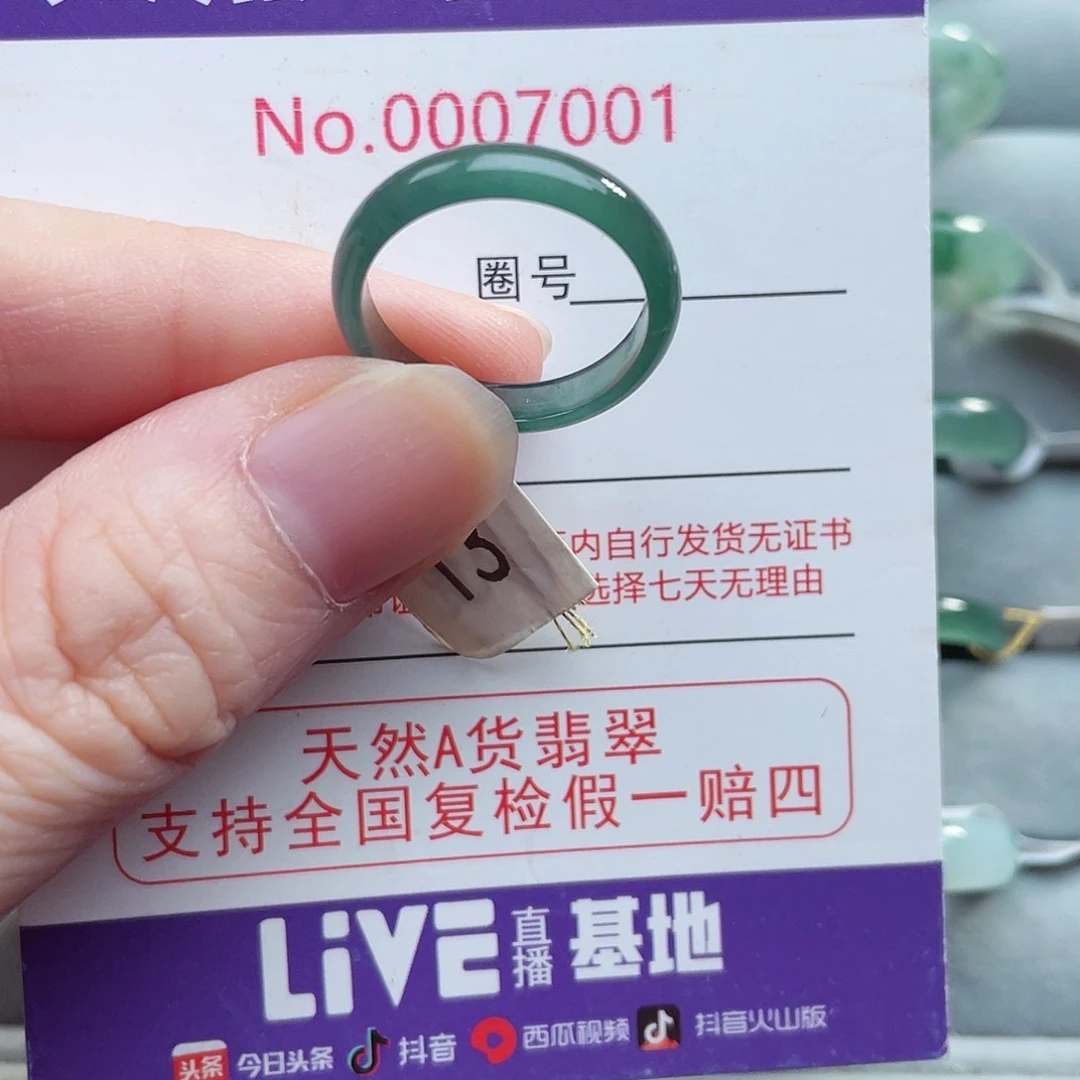 No.0007001
圈号
13
内自行发货无证书
选择七天无理由
天然A货翡翠
支持全国复检假一赔四
LiVE直播基地
头条 今日头条 抖音 西瓜视频 抖音火山版